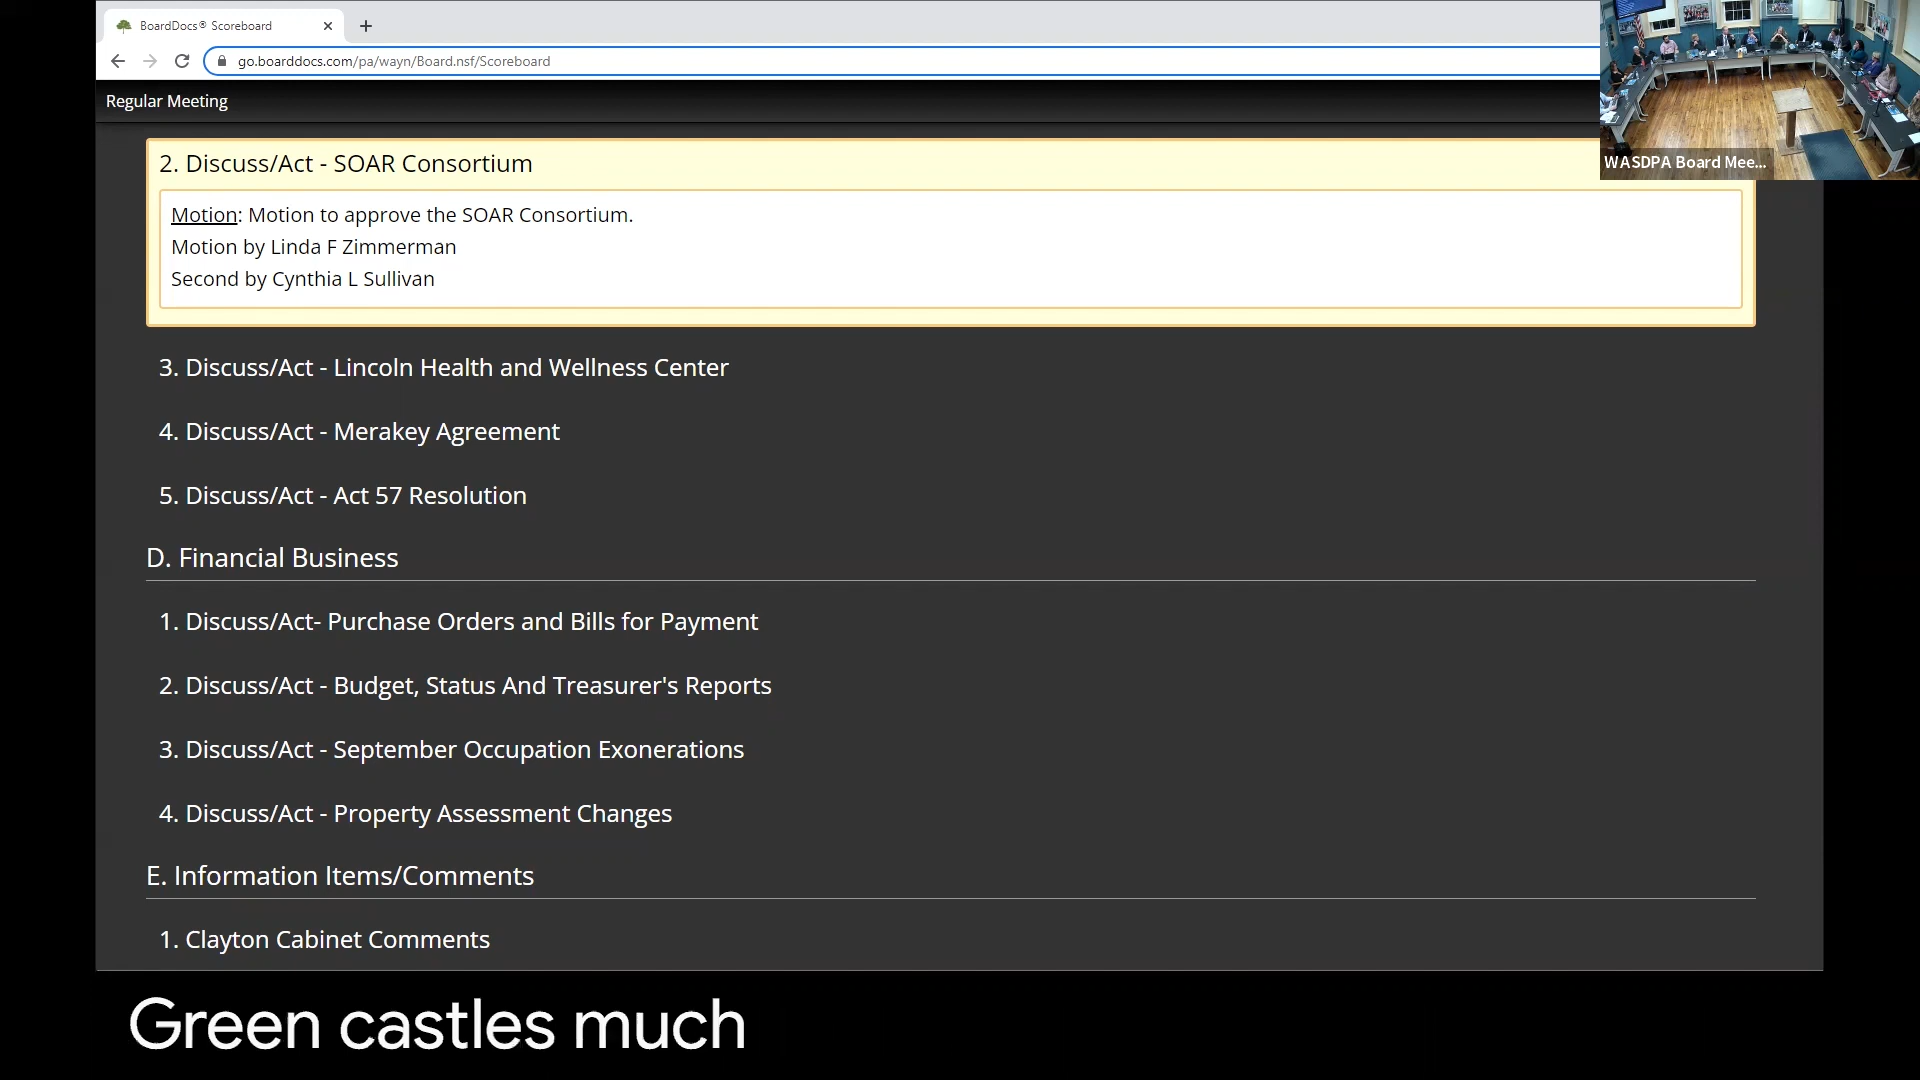 BoardDocs® Scoreboard
go.boarddocs.com/pa/wayn/Board.nsf/Scoreboard
Regular Meeting
WASDPA Board Mee...
2. Discuss/Act - SOAR Consortium
Motion: Motion to approve the SOAR Consortium.
Motion by Linda F Zimmerman
Second by Cynthia L Sullivan
3. Discuss/Act - Lincoln Health and Wellness Center
4. Discuss/Act - Merakey Agreement
5. Discuss/Act - Act 57 Resolution
D. Financial Business
1. Discuss/Act- Purchase Orders and Bills for Payment
2. Discuss/Act - Budget, Status And Treasurer's Reports
3. Discuss/Act - September Occupation Exonerations
4. Discuss/Act - Property Assessment Changes
E. Information Items/Comments
1. Clayton Cabinet Comments
Green castles much